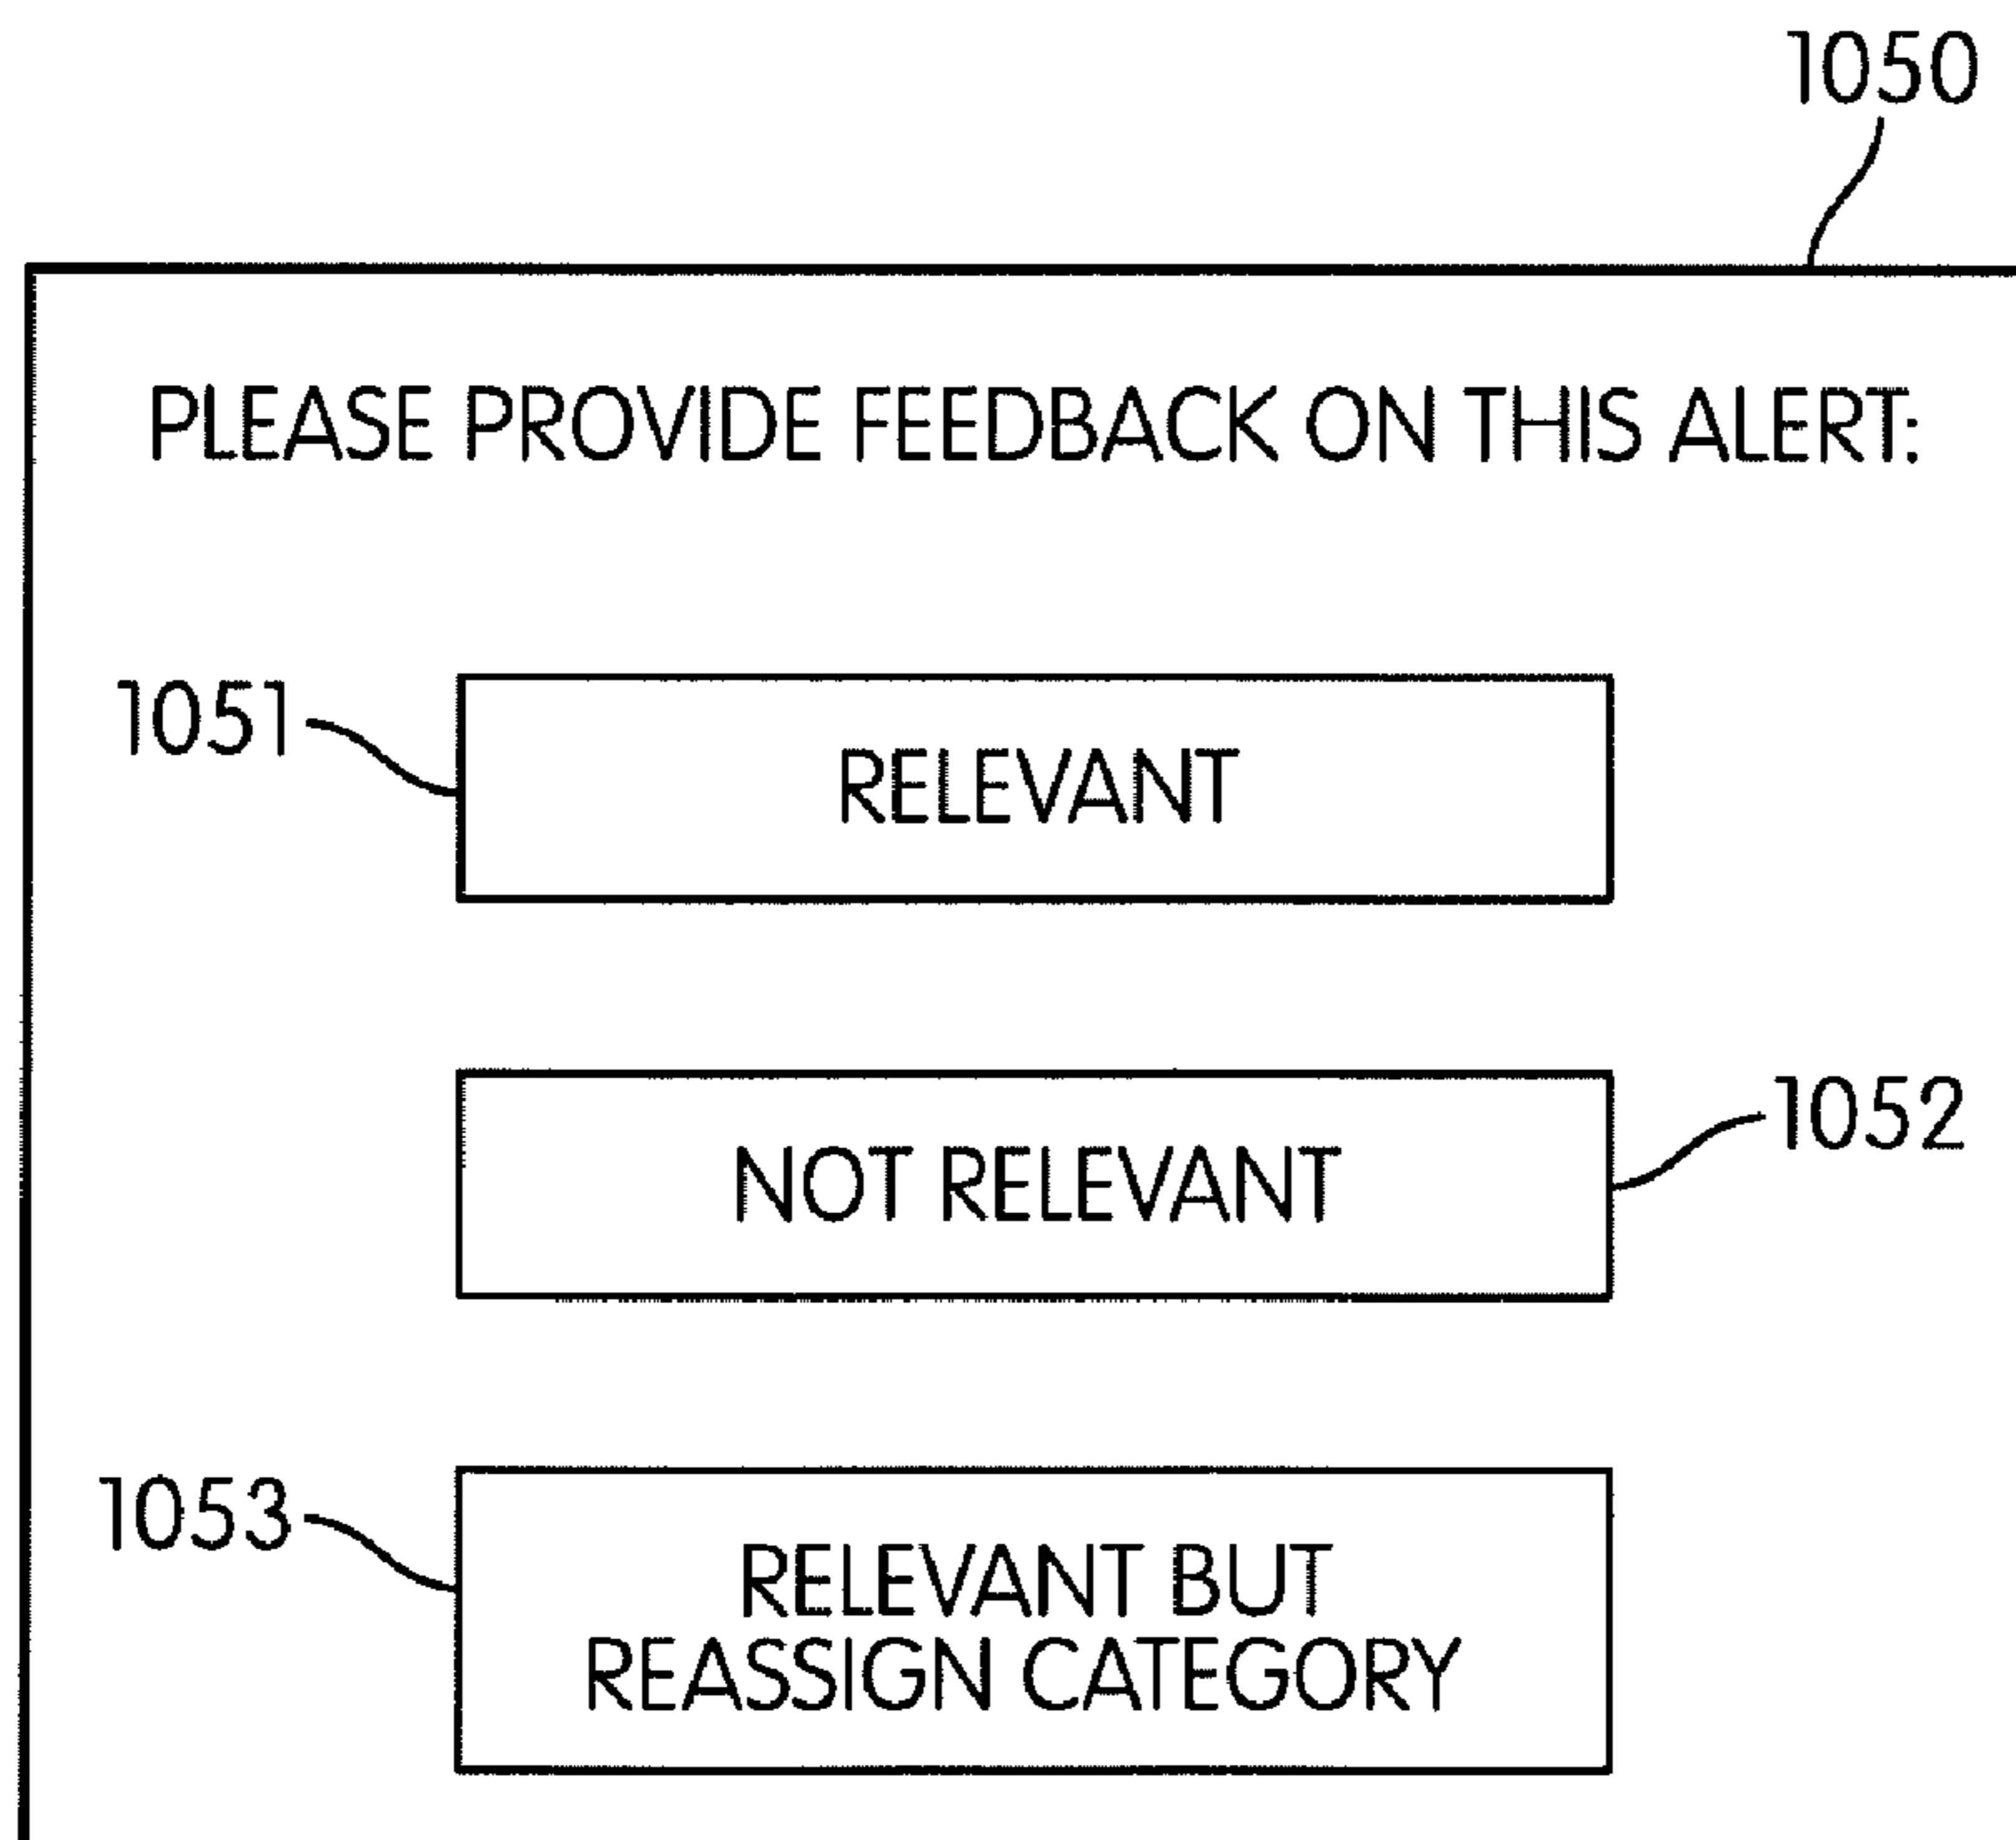 1050
PLEASE PROVIDE FEEDBACK ON THIS ALERT:
1051
RELEVANT
NOT RELEVANT
1052
1053
RELEVANT BUT
REASSIGN CATEGORY